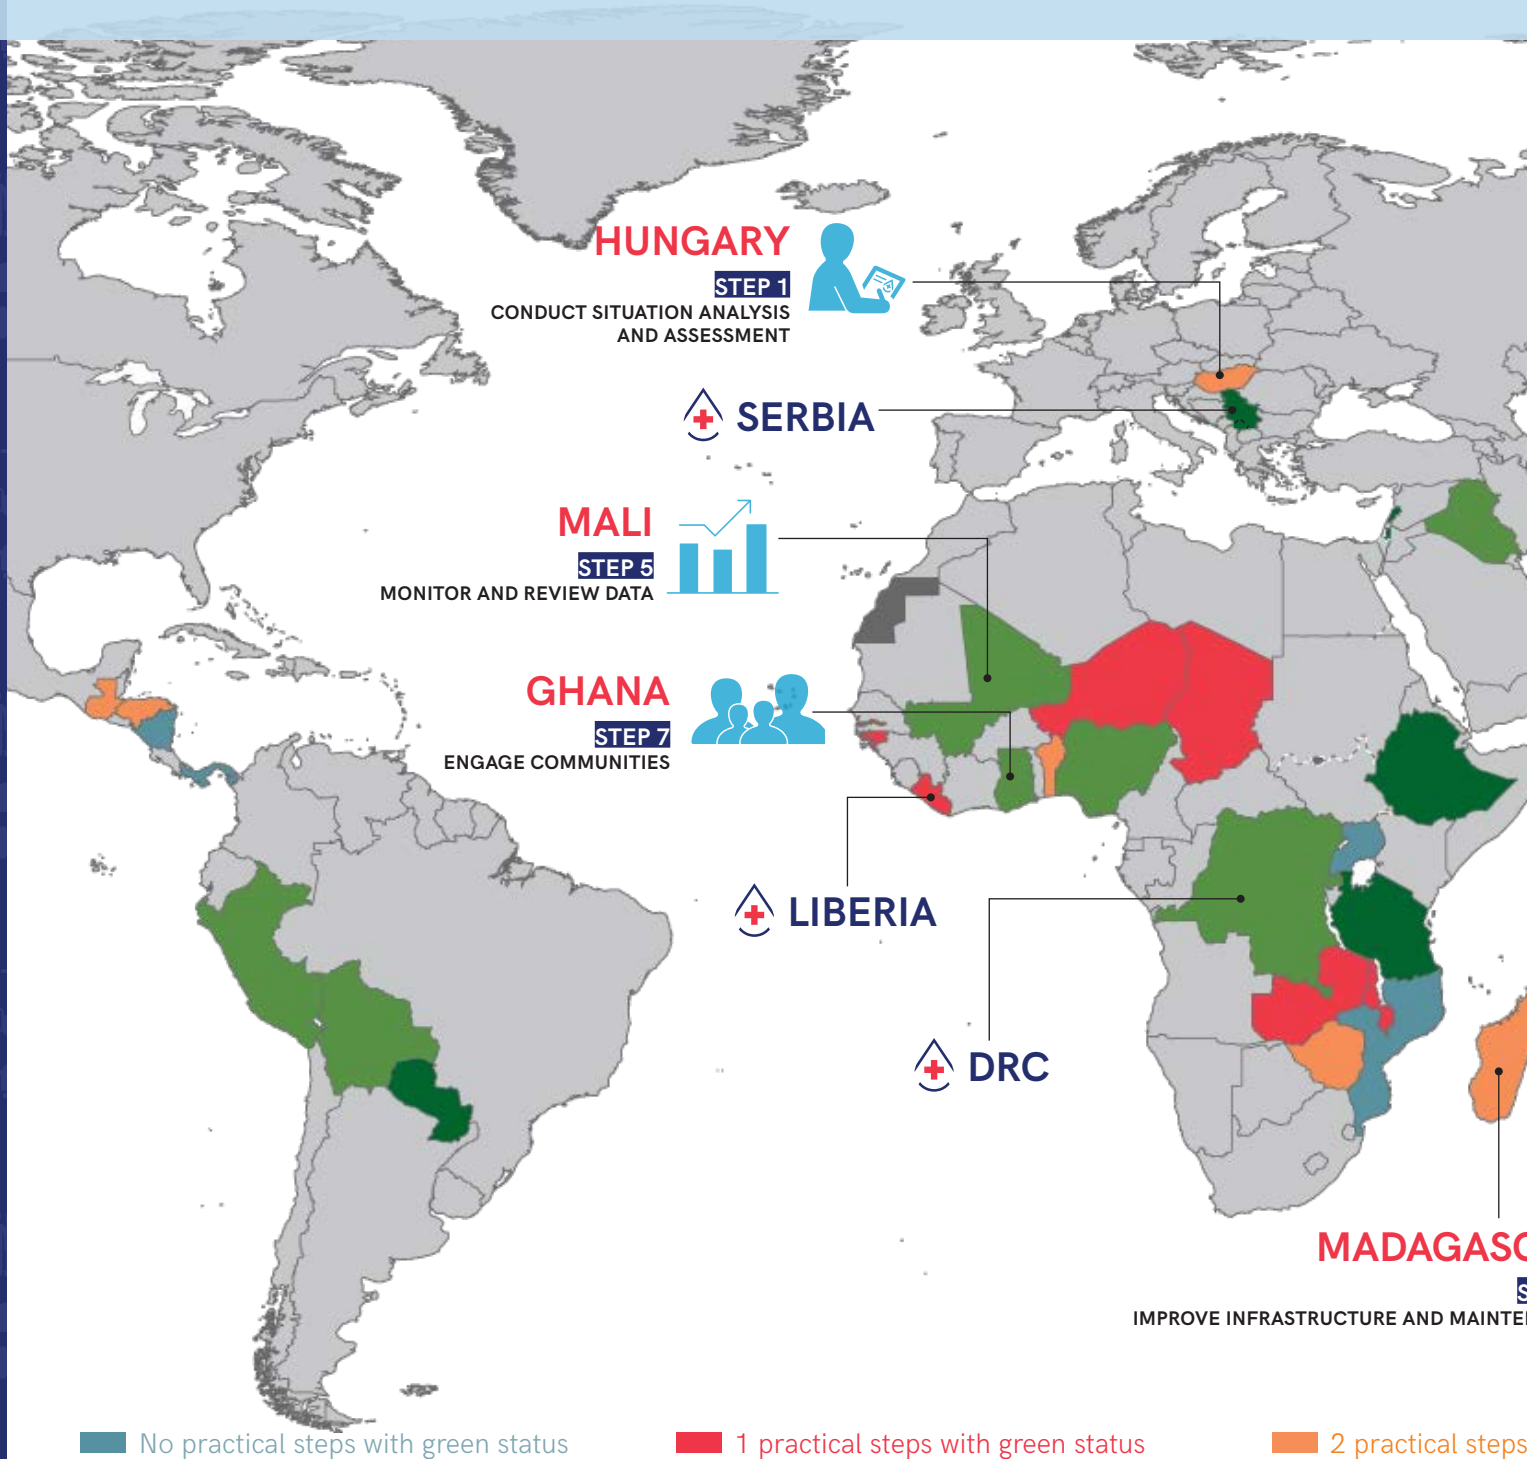 HUNGARY
STEP 1
CONDUCT SITUATION ANALYSIS
AND ASSESSMENT
SERBIA
MALI
STEP 5
MONITOR AND REVIEW DATA
GHANA
STEP 7
ENGAGE COMMUNITIES
LIBERIA
DRC
MADAGASC
S
IMPROVE INFRASTRUCTURE AND MAINTE
No practical steps with green status
1 practical steps with green status
2 practical steps